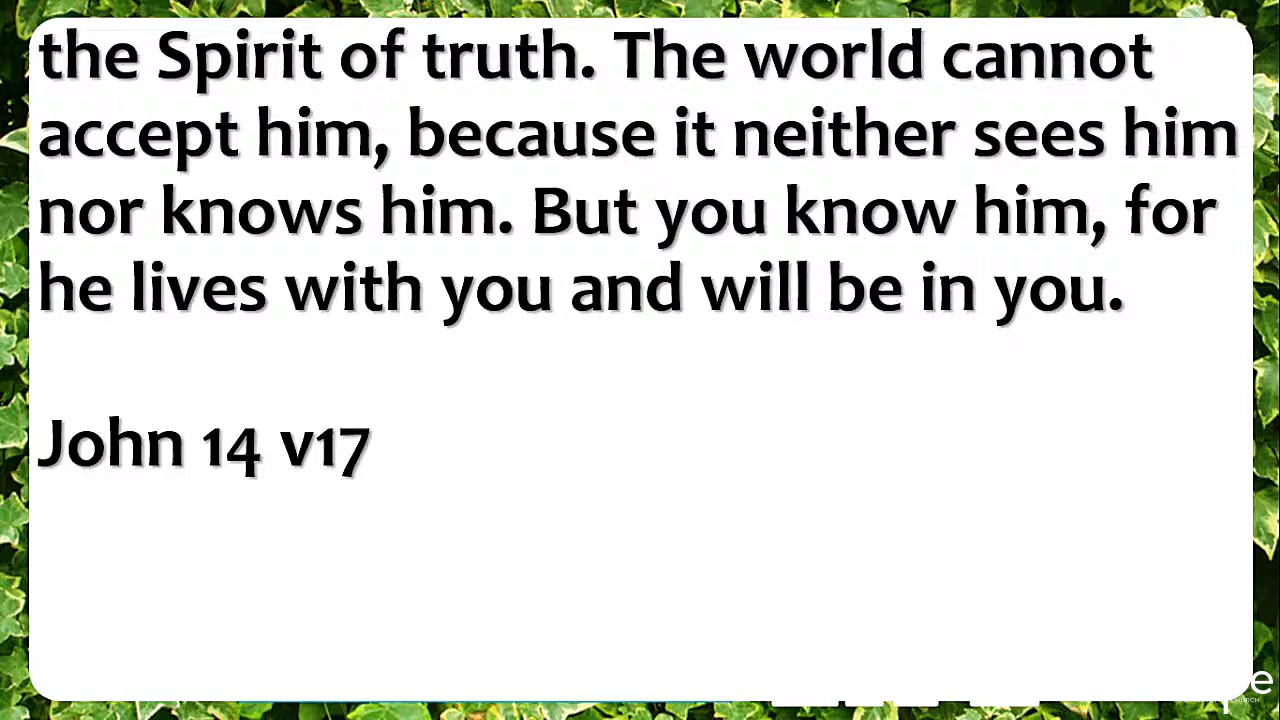 the Spirit of truth. The world cannot
accept him, because it neither sees him
nor knows him. But you know him, for
he lives with you and will be in you.
John 14 v17
CHURCH